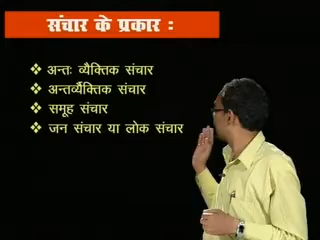 संचार के प्रकार :
❖ अन्तः व्यैक्तिक संचार
❖ अन्तर्व्यैक्तिक संचार
❖ समूह संचार
❖ जन संचार या लोक संचार